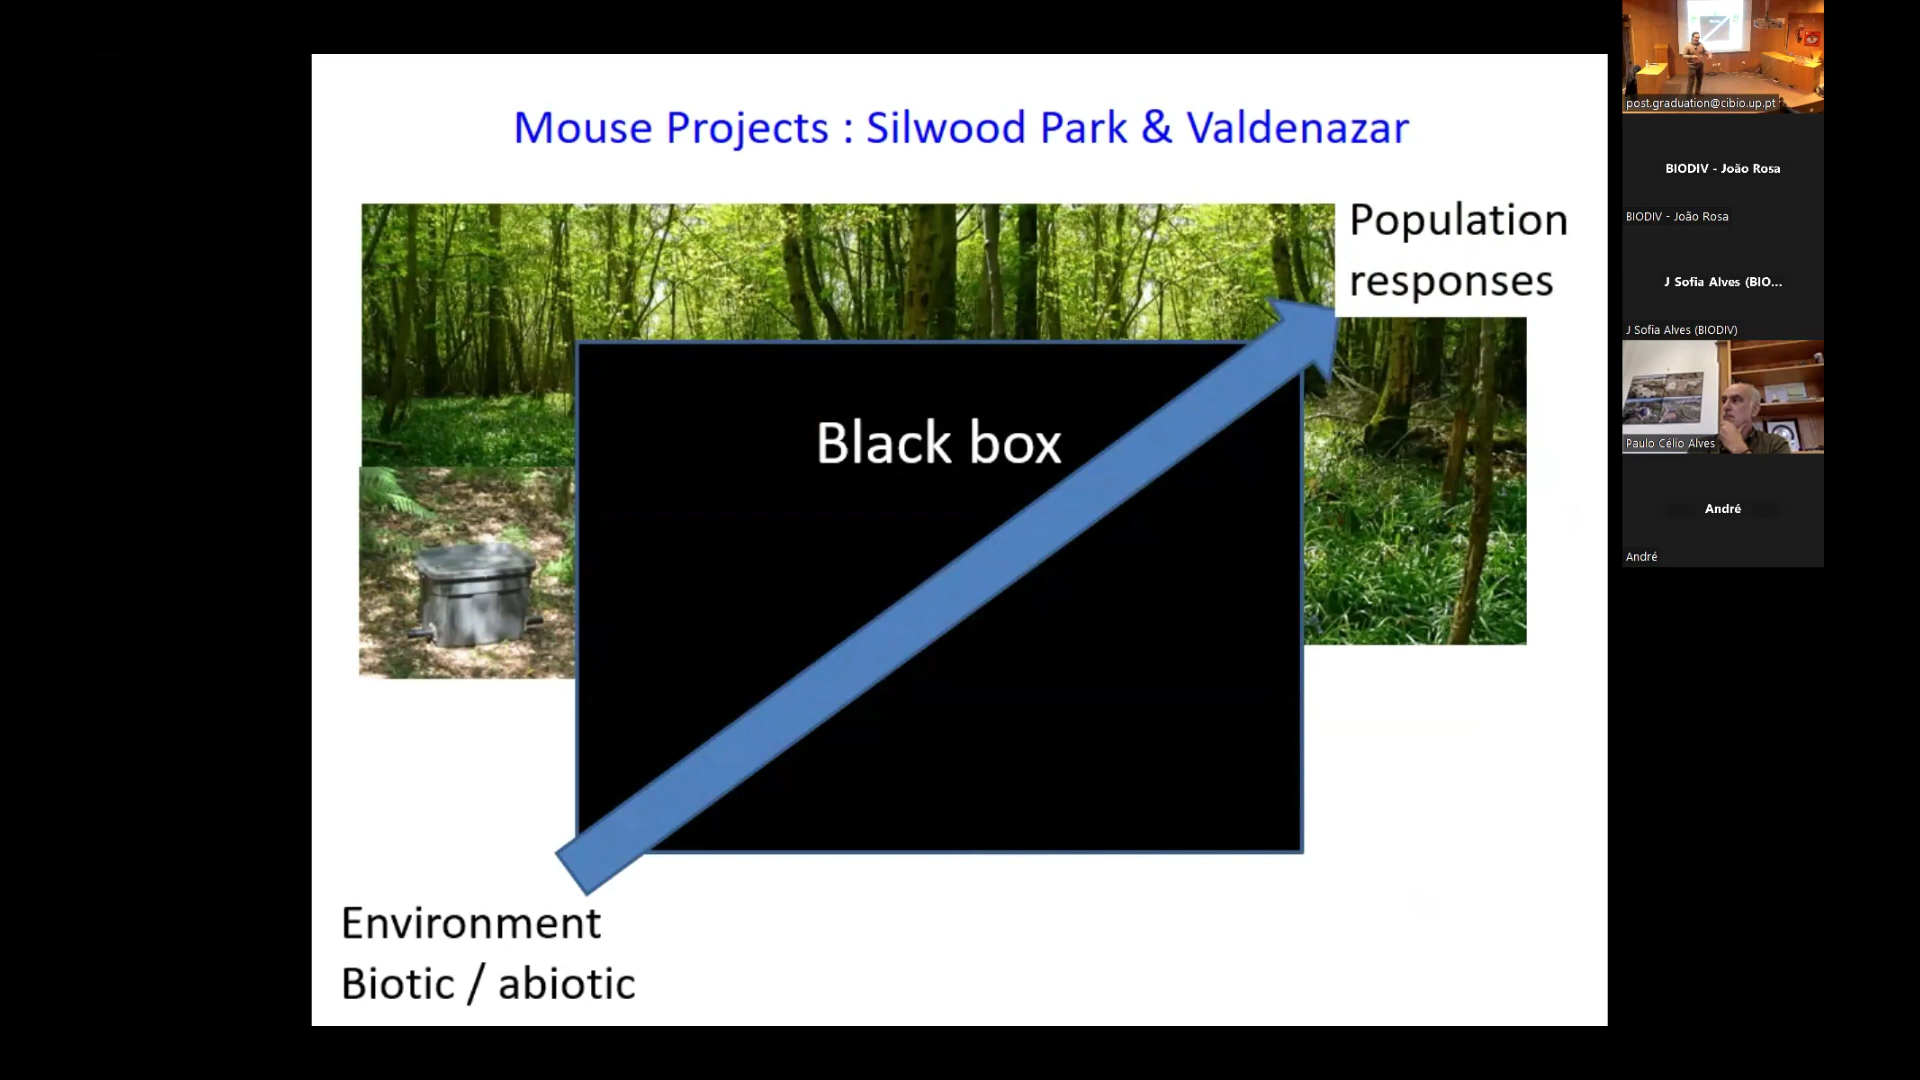 Mouse Projects : Silwood Park & Valdenazar
Population
responses
Black box
Environment
Biotic / abiotic
post.graduation@cibio.up.pt
BIODIV - João Rosa
BIODIV - João Rosa
J Sofia Alves (BIO...
J Sofia Alves (BIODIV)
Paulo Célio Alves
André
André